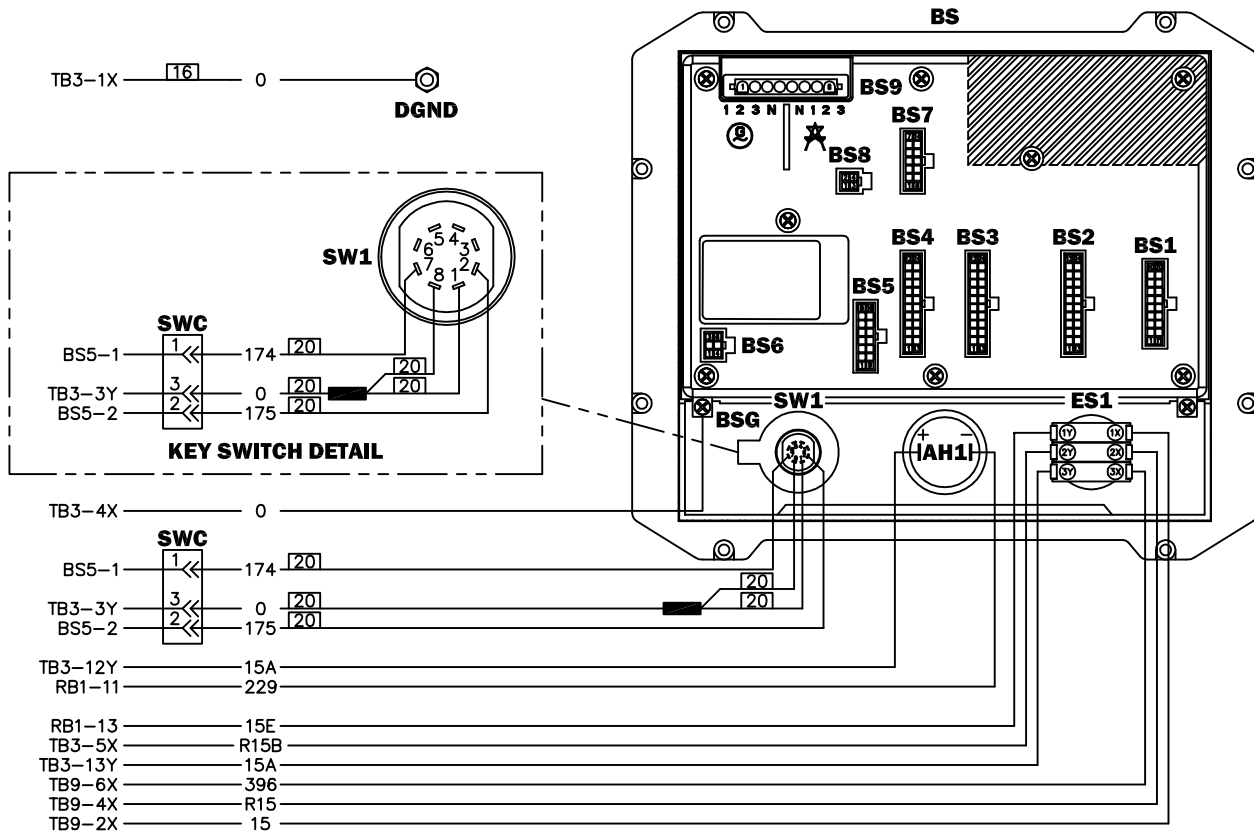 BS
TB3-1X 16 0
DGND
BS9
1 2 3 N N 1 2 3
G
BS7
BS8
SW1
5 4
6 3
7 2
8 1
BS4 BS3 BS2 BS1
BS5
BS6
SWC
BS5-1 1 174 20
20
TB3-3Y 3 0 20 20
BS5-2 2 175 20
KEY SWITCH DETAIL
BSG SW1 ES1
+ AH1 -
1Y 1X
2Y 2X
3Y 3X
TB3-4X 0
SWC
BS5-1 1 174 20
20
TB3-3Y 3 0 20 20
BS5-2 2 175 20
TB3-12Y 15A
RB1-11 229
RB1-13 15E
TB3-5X R15B
TB3-13Y 15A
TB9-6X 396
TB9-4X R15
TB9-2X 15